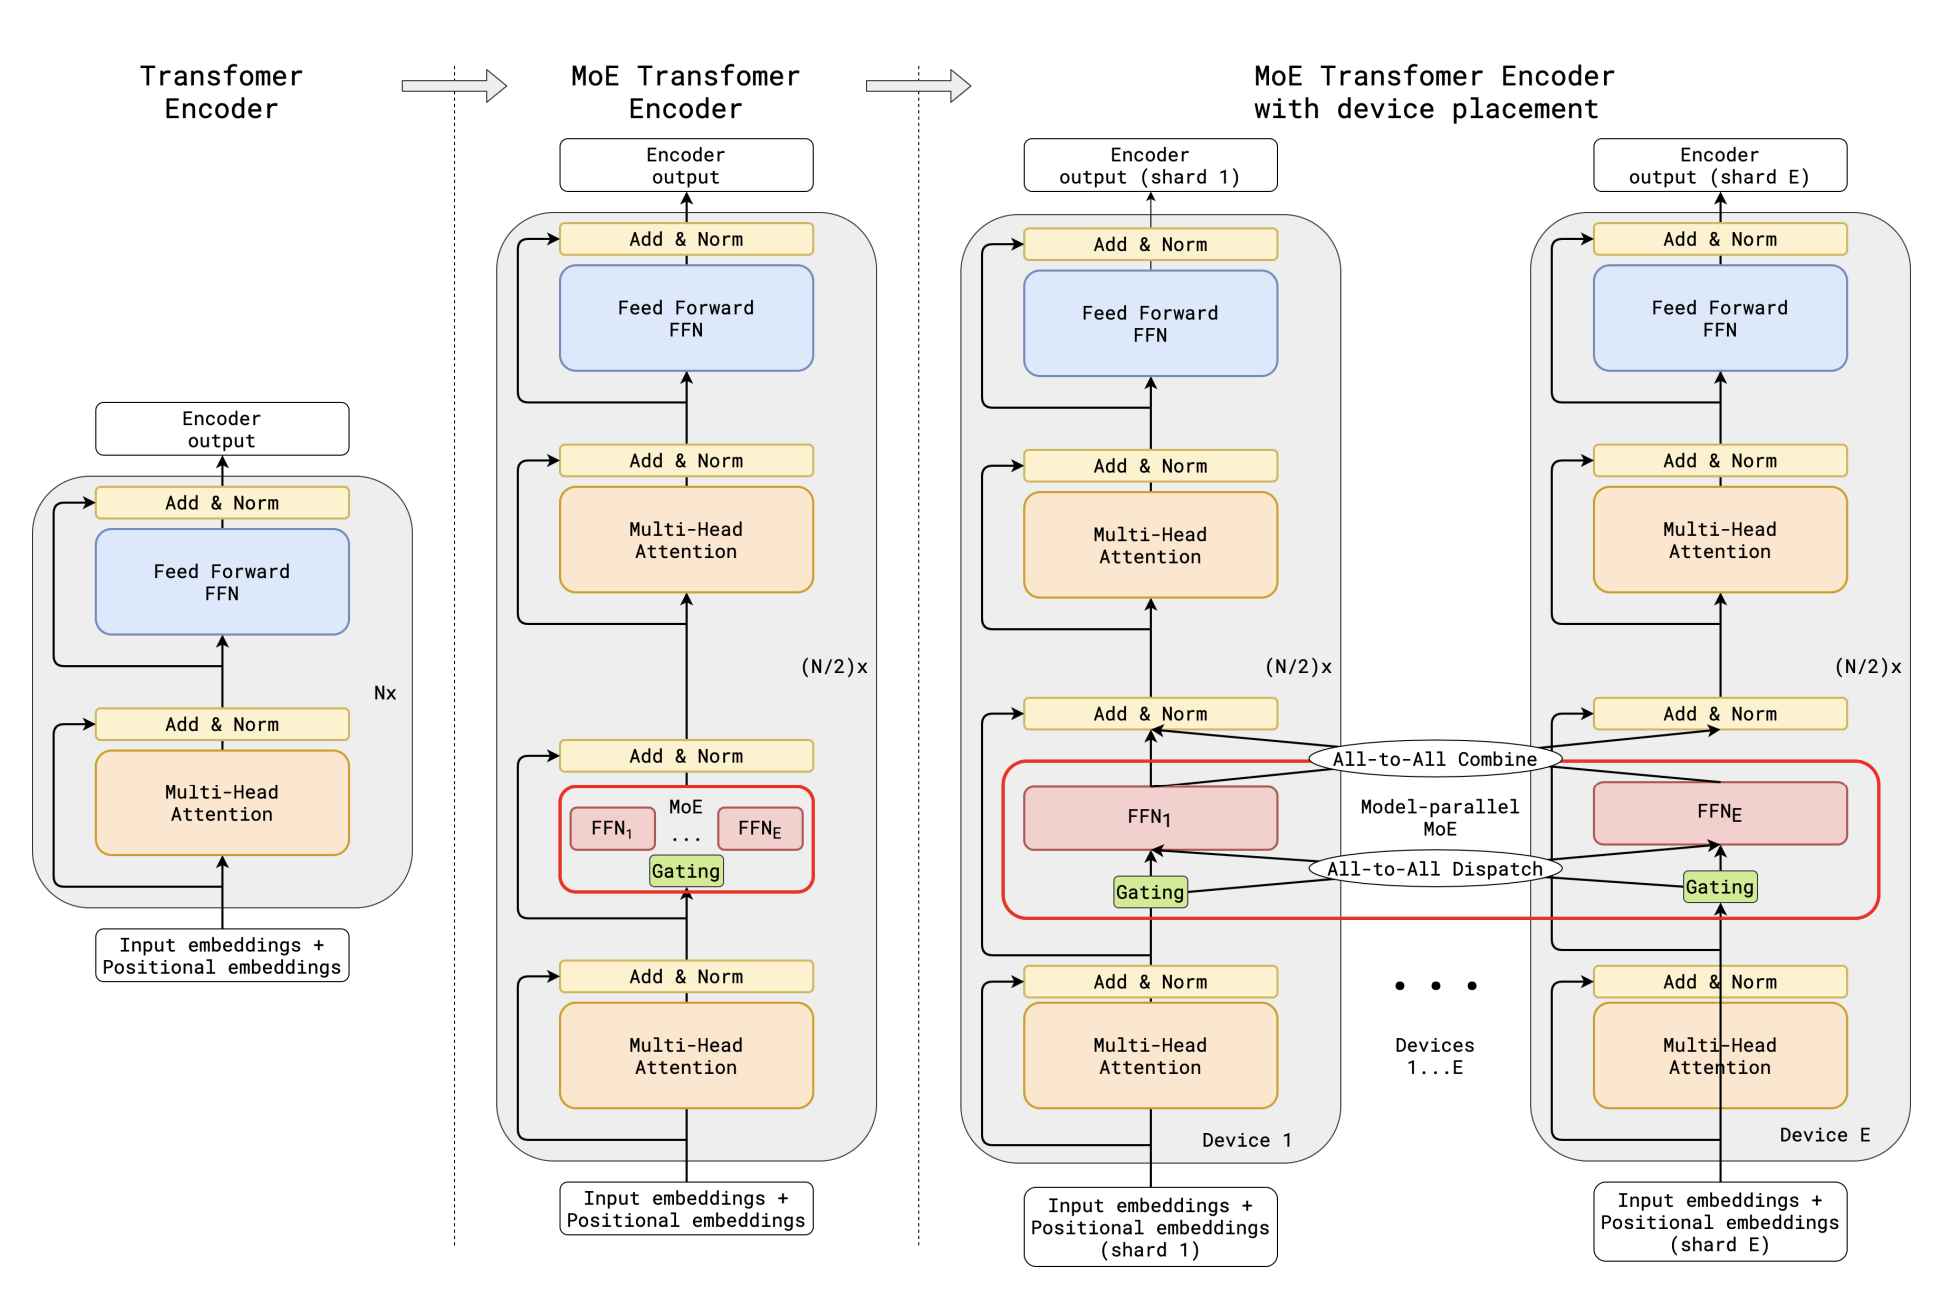 Transfomer
Encoder
Encoder
output
Add & Norm
Feed Forward
FFN
Nx
Add & Norm
Multi-Head
Attention
Input embeddings +
Positional embeddings
MoE Transfomer
Encoder
Encoder
output
Add & Norm
Feed Forward
FFN
Add & Norm
Multi-Head
Attention
(N/2)x
Add & Norm
MoE
FFN₁
...
FFN_E
Gating
Add & Norm
Multi-Head
Attention
Input embeddings +
Positional embeddings
MoE Transfomer Encoder
with device placement
Encoder
output (shard 1)
Add & Norm
Feed Forward
FFN
Add & Norm
Multi-Head
Attention
(N/2)x
Add & Norm
FFN₁
Gating
Add & Norm
Multi-Head
Attention
Device 1
Input embeddings +
Positional embeddings
(shard 1)
All-to-All Combine
Model-parallel
MoE
All-to-All Dispatch
. . .
Devices
1...E
Encoder
output (shard E)
Add & Norm
Feed Forward
FFN
Add & Norm
Multi-Head
Attention
(N/2)x
Add & Norm
FFN_E
Gating
Add & Norm
Multi-Head
Attention
Device E
Input embeddings +
Positional embeddings
(shard E)